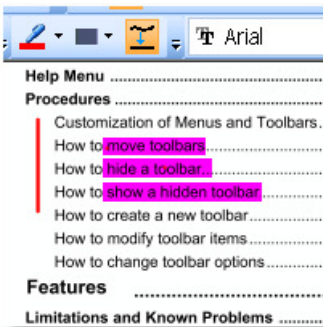 Arial
Help Menu ..............................................
Procedures .............................................
Customization of Menus and Toolbars.
How to move toolbars..............................
How to hide a toolbar..............................
How to show a hidden toolbar..................
How to create a new toolbar....................
How to modify toolbar items....................
How to change toolbar options................
Features ..............................................
Limitations and Known Problems ...........